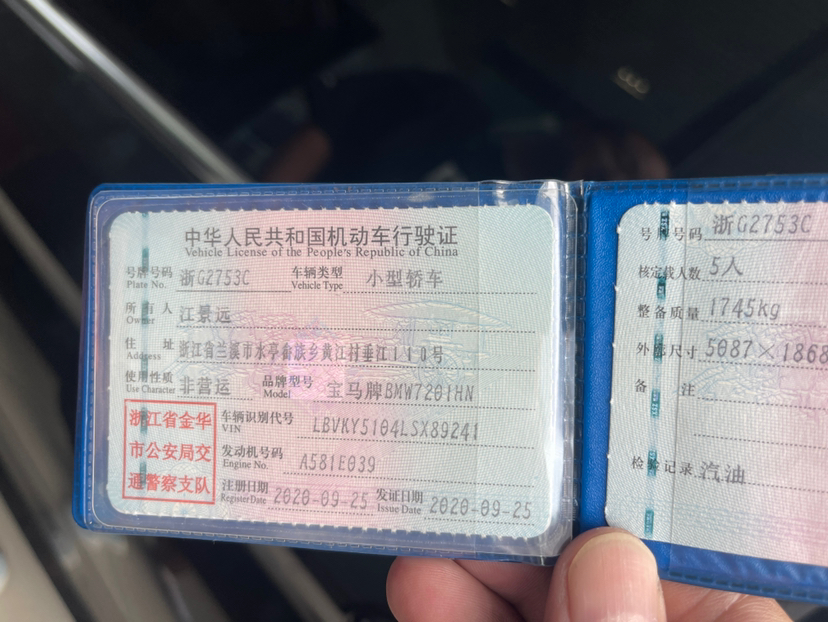 中华人民共和国机动车行驶证
Vehicle License of the People's Republic of China
号牌号码 Plate No. 浙G2753C 车辆类型 Vehicle Type 小型轿车
所有人 Owner 江景远
住址 Address 浙江省兰溪市水亭畲族乡黄江村垂江110号
使用性质 Use Character 非营运 品牌型号 Model 宝马牌BMW7201HN
浙江省金华
市公安局交
通警察支队
车辆识别代号 VIN LBVKY5104LSX89241
发动机号码 Engine No. A581E039
注册日期 Register Date 2020-09-25 发证日期 Issue Date 2020-09-25
号牌号码 浙G2753C
核定载人数 5人
整备质量 1745kg
外廓尺寸 5087×1868
备注
检验记录 汽油